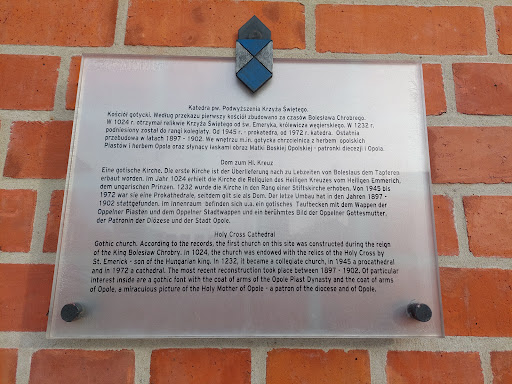 Katedra pw. Podwyższenia Krzyża Świętego.
Kościół gotycki. Według przekazu pierwszy kościół zbudowano za czasów Bolesława Chrobrego.
W 1024 r. otrzymał relikwie Krzyża Świętego od św. Emeryka, królewicza węgierskiego. W 1232 r.
podniesiony został do rangi kolegiaty. Od 1945 r. - prokatedra, od 1972 r. katedra. Ostatnia
przebudowa w latach 1897 - 1902. We wnętrzu m.in. gotycka chrzcielnica z herbem opolskich
Piastów i herbem Opola oraz słynący łaskami obraz Matki Boskiej Opolskiej - patronki diecezji i Opola.
Dom zum Hl. Kreuz
Eine gotische Kirche. Die erste Kirche ist der Überlieferung nach zu Lebzeiten von Boleslaus dem Tapferen
erbaut worden. Im Jahr 1024 erhielt die Kirche die Reliquien des Heiligen Kreuzes vom Heiligen Emmerich,
dem ungarischen Prinzen. 1232 wurde die Kirche in den Rang einer Stiftskirche erhoben. Von 1945 bis
1972 war sie eine Prokathedrale, seitdem gilt sie als Dom. Der letze Umbau hat in den Jahren 1897 -
1902 stattgefunden. Im Innenraum befinden sich u.a. ein gotisches Taufbecken mit dem Wappen der
Oppelner Piasten und dem Oppelner Stadtwappen und ein berühmtes Bild der Oppelner Gottesmutter,
der Patronin der Diözese und der Stadt Opole.
Holy Cross Cathedral
Gothic church. According to the records, the first church on this site was constructed during the reign
of the King Bolesław Chrobry. In 1024, the church was endowed with the relics of the Holy Cross by
St. Emerick - son of the Hungarian king. In 1232, it became a collegiate church, in 1945 a procathedral
and in 1972 a cathedral. The most recent reconstruction took place between 1897 - 1902. Of particular
interest inside are a gothic font with the coat of arms of the Opole Piast Dynasty and the coat of arms
of Opole, a miraculous picture of the Holy Mother of Opole - a patron of the diocese and of Opole.